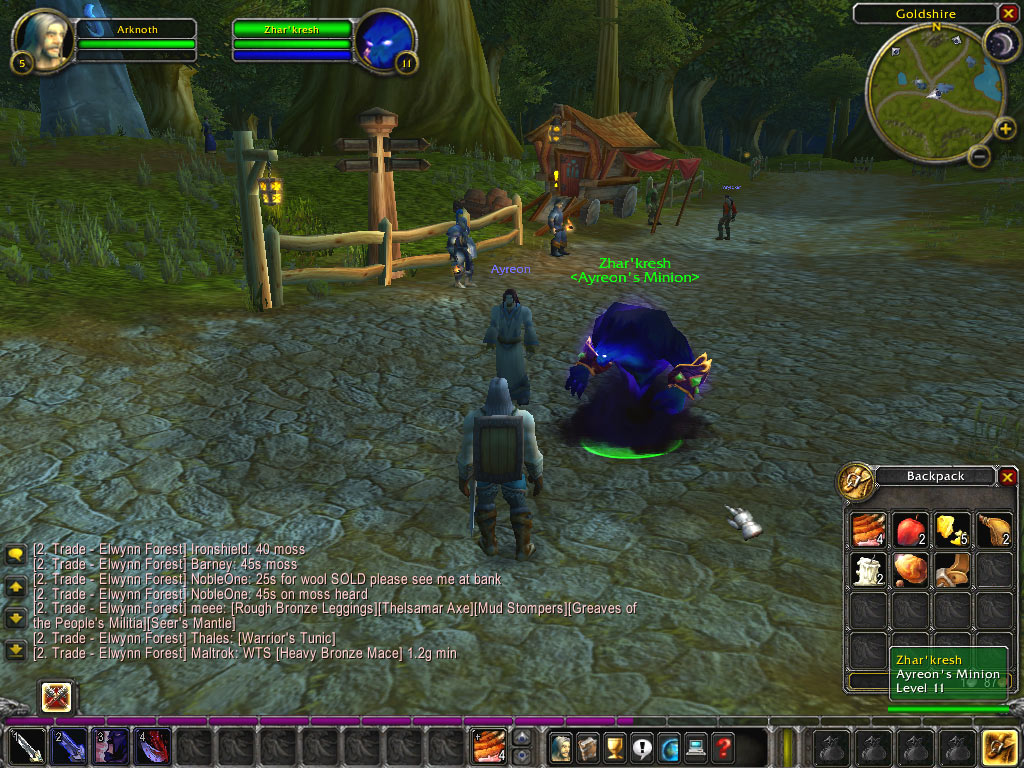 Arknoth
5
Zhar'kresh
11
Goldshire
N
Ayreon
Zhar'kresh
<Ayreon's Minion>
Backpack
4
2
5
2
2
[2. Trade - Elwynn Forest] Ironshield: 40 moss
[2. Trade - Elwynn Forest] Barney: 45s moss
[2. Trade - Elwynn Forest] NobleOne: 25s for wool SOLD please see me at bank
[2. Trade - Elwynn Forest] NobleOne: 45s on moss heard
[2. Trade - Elwynn Forest] meee: [Rough Bronze Leggings][Thelsamar Axe][Mud Stompers][Greaves of
the People's Militia][Seer's Mantle]
[2. Trade - Elwynn Forest] Thales: [Warrior's Tunic]
[2. Trade - Elwynn Forest] Maltrok: WTS [Heavy Bronze Mace] 1.2g min
Zhar'kresh
Ayreon's Minion
Level 11
87
1
2
3
4
4